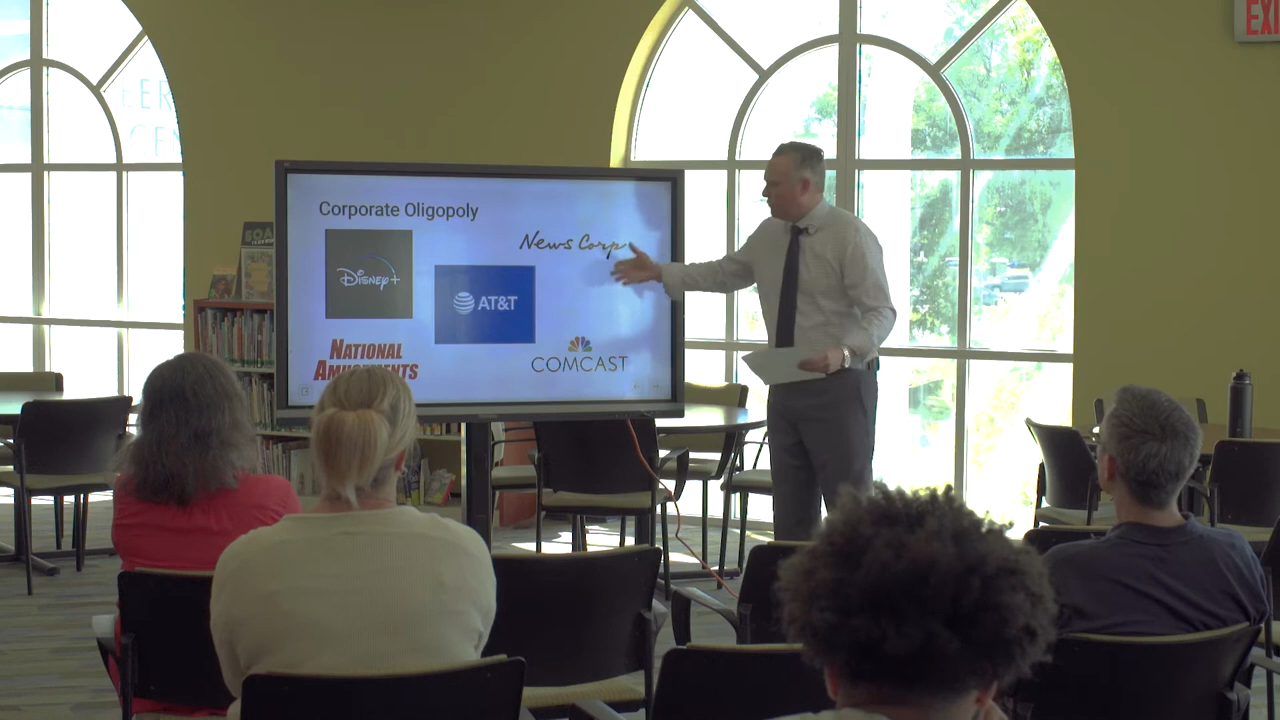 EXI
Corporate Oligopoly
News Corp
Disney+
AT&T
NATIONAL
AMUSEMENTS
COMCAST